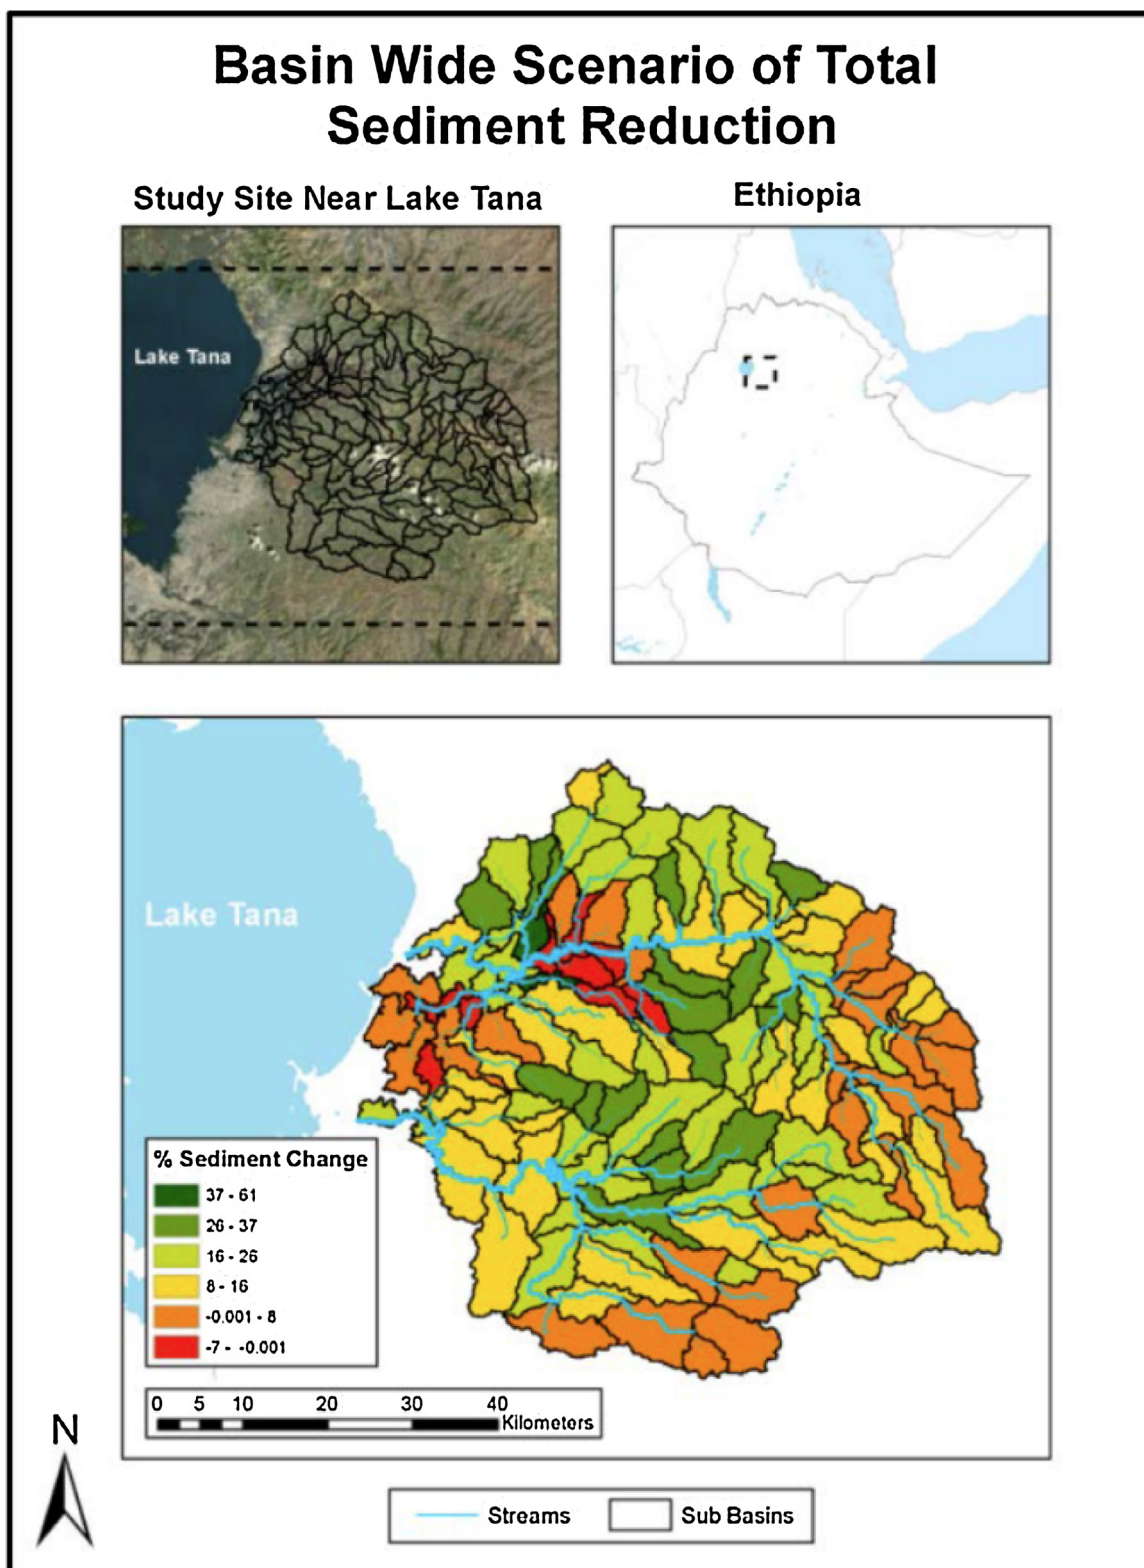 Basin Wide Scenario of Total
Sediment Reduction
Study Site Near Lake Tana
Ethiopia
Lake Tana
Lake Tana
% Sediment Change
37 - 61
26 - 37
16 - 26
8 - 16
-0.001 - 8
-7 - -0.001
0 5 10 20 30 40
Kilometers
N
Streams
Sub Basins